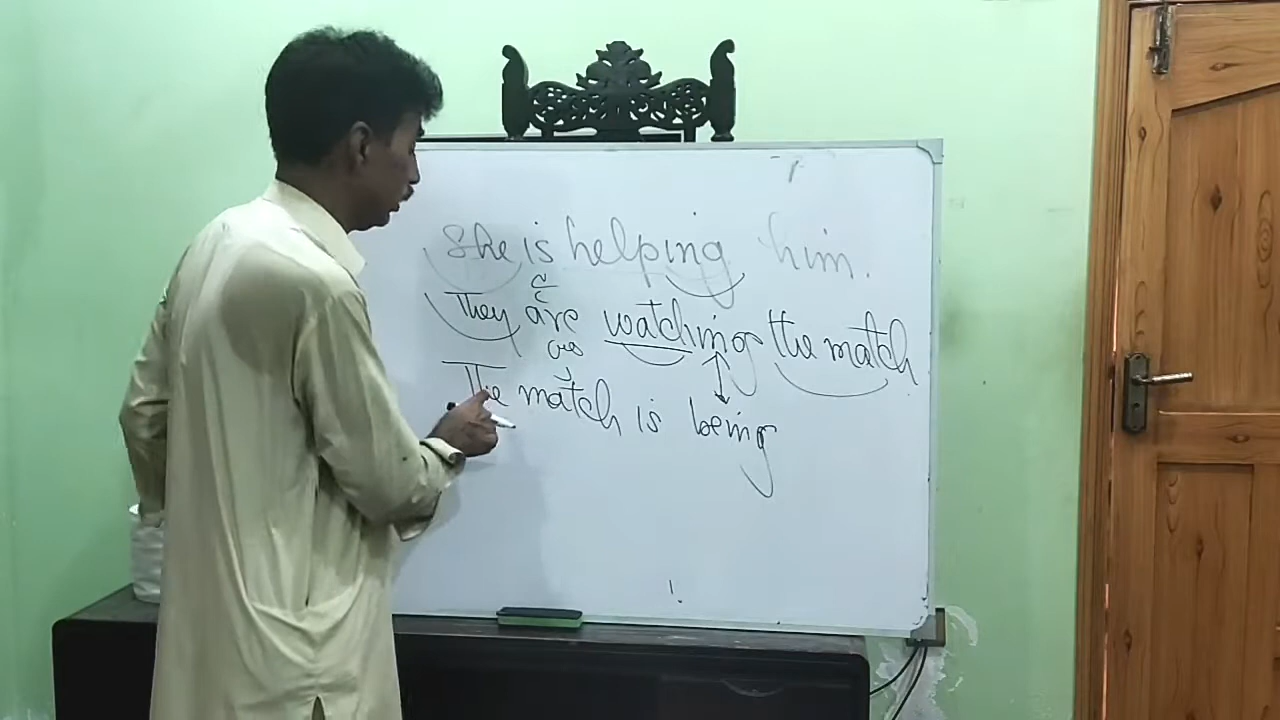 She is helping him.
They are watching the match
The match is being